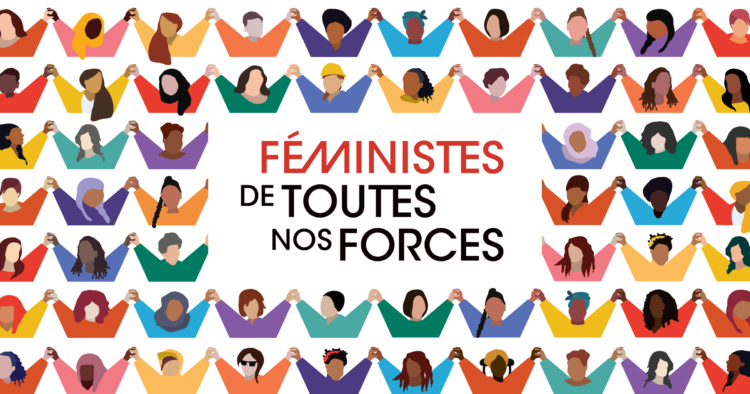 FÉMINISTES
DE TOUTES
NOS FORCES